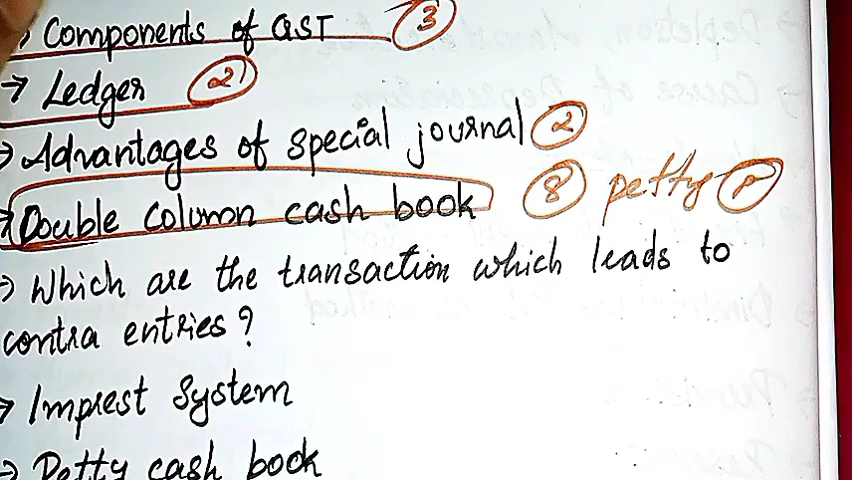 → Components of GST 3
→ Ledger 2
→ Advantages of special journal 2
→ Double column cash book 8 petty
→ Which are the transaction which leads to
contra entries?
→ Imprest System
→ Petty cash book